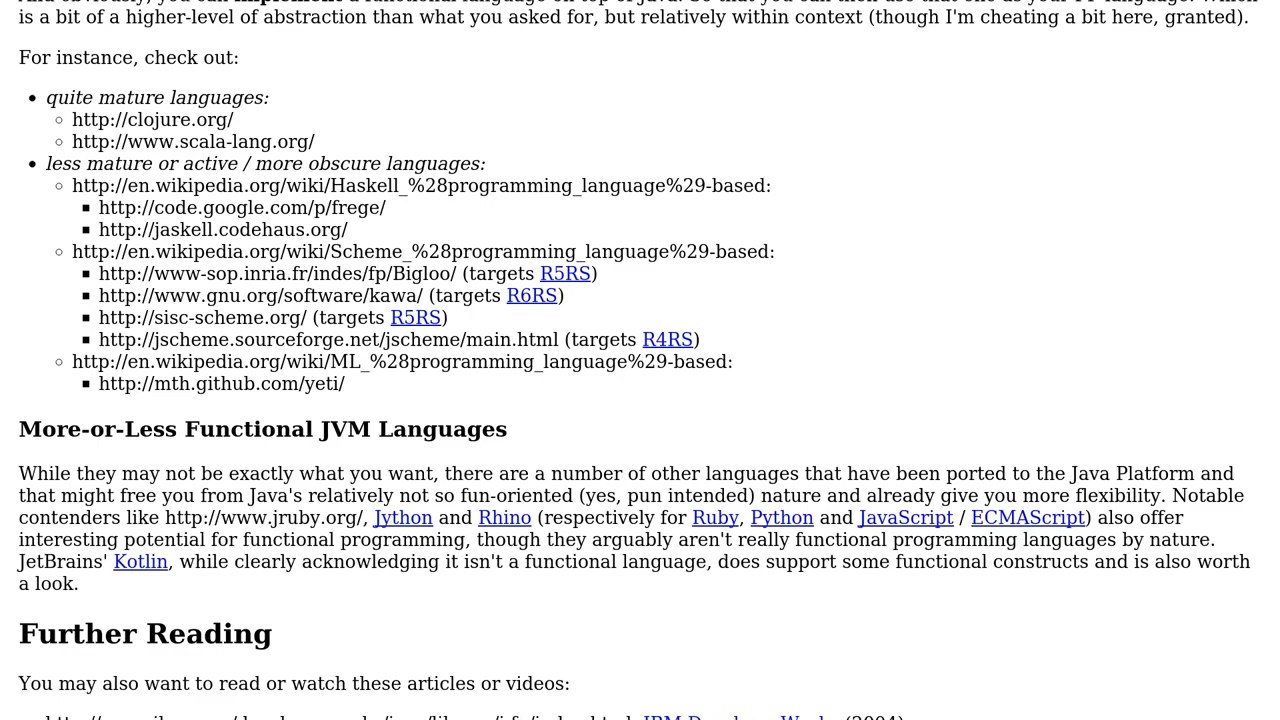 is a bit of a higher-level of abstraction than what you asked for, but relatively within context (though I'm cheating a bit here, granted).
For instance, check out:
quite mature languages:
http://clojure.org/
http://www.scala-lang.org/
less mature or active / more obscure languages:
http://en.wikipedia.org/wiki/Haskell_%28programming_language%29-based:
http://code.google.com/p/frege/
http://jaskell.codehaus.org/
http://en.wikipedia.org/wiki/Scheme_%28programming_language%29-based:
http://www-sop.inria.fr/indes/fp/Bigloo/ (targets R5RS)
http://www.gnu.org/software/kawa/ (targets R6RS)
http://sisc-scheme.org/ (targets R5RS)
http://jscheme.sourceforge.net/jscheme/main.html (targets R4RS)
http://en.wikipedia.org/wiki/ML_%28programming_language%29-based:
http://mth.github.com/yeti/
More-or-Less Functional JVM Languages
While they may not be exactly what you want, there are a number of other languages that have been ported to the Java Platform and
that might free you from Java's relatively not so fun-oriented (yes, pun intended) nature and already give you more flexibility. Notable
contenders like http://www.jruby.org/, Jython and Rhino (respectively for Ruby, Python and JavaScript / ECMAScript) also offer
interesting potential for functional programming, though they arguably aren't really functional programming languages by nature.
JetBrains' Kotlin, while clearly acknowledging it isn't a functional language, does support some functional constructs and is also worth
a look.
Further Reading
You may also want to read or watch these articles or videos: